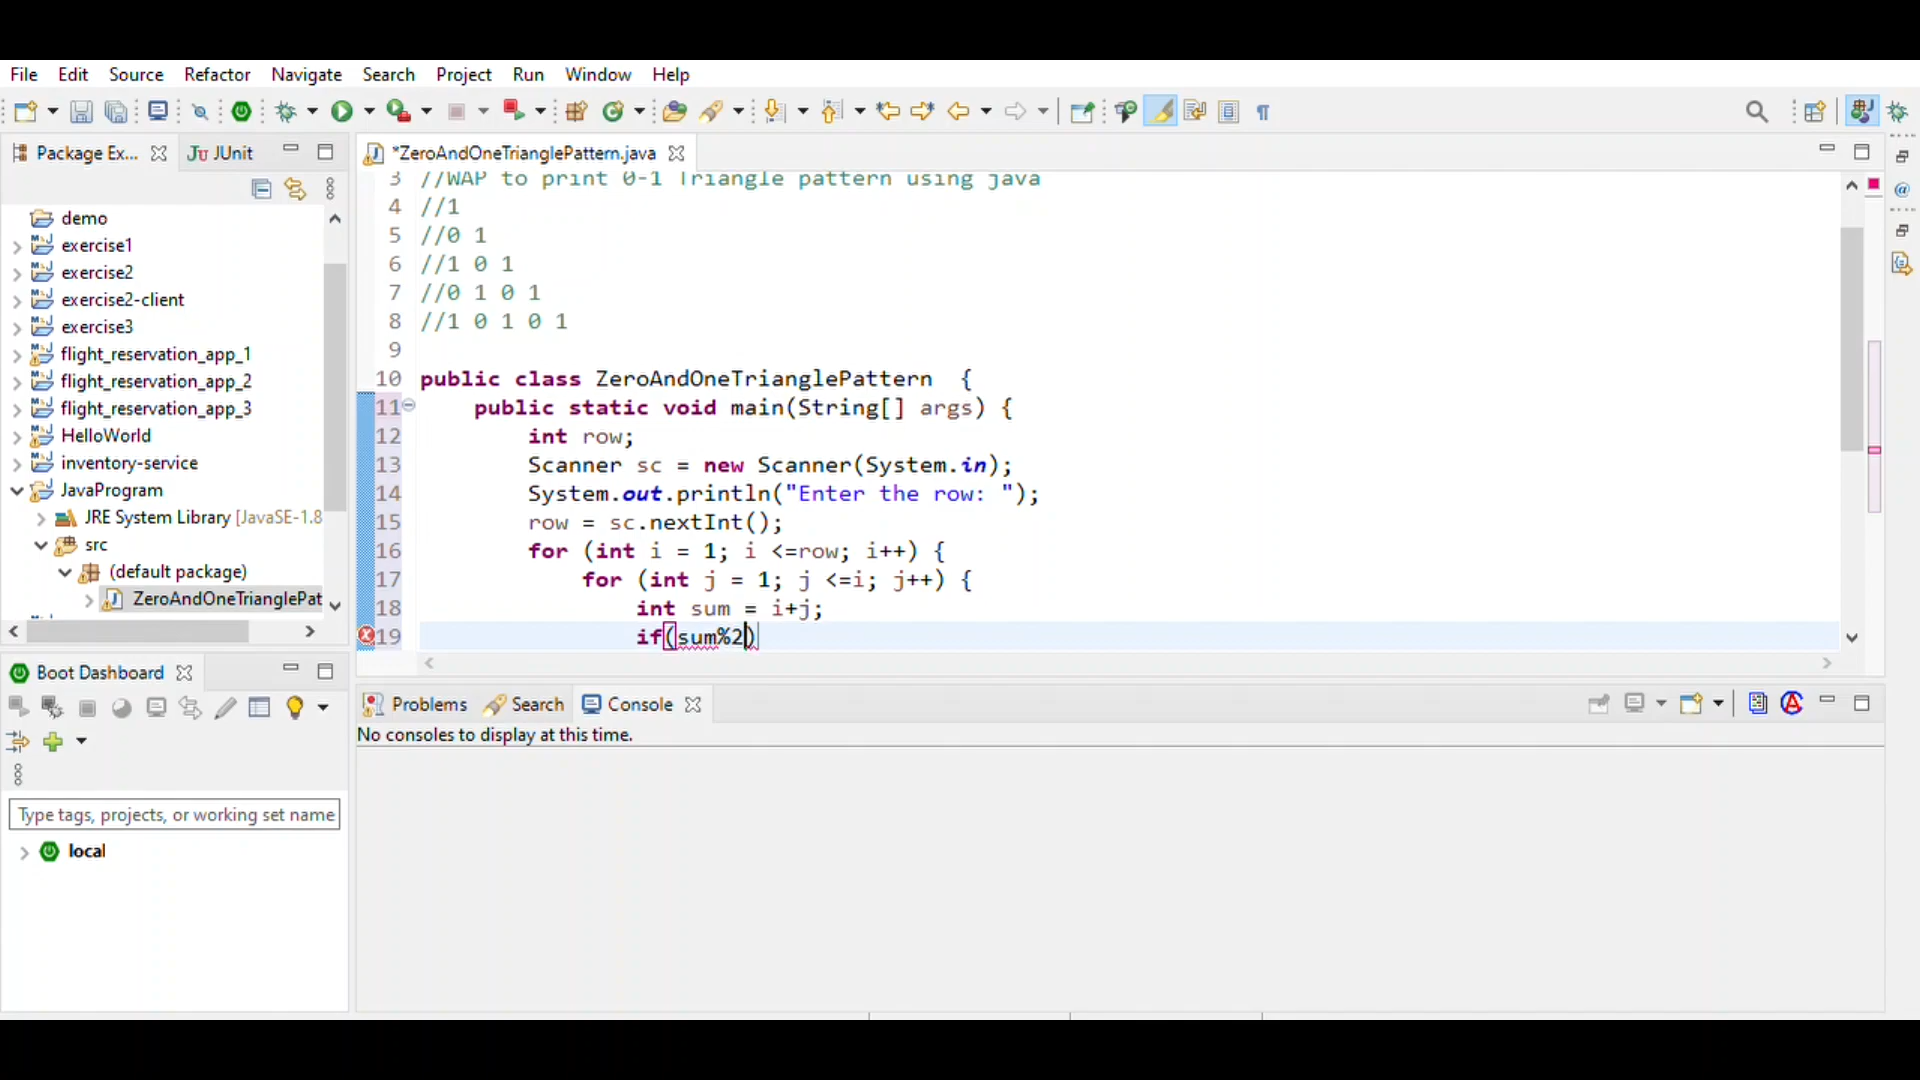 File Edit Source Refactor Navigate Search Project Run Window Help
Package Ex... JUnit
*ZeroAndOneTrianglePattern.java
demo
exercise1
exercise2
exercise2-client
exercise3
flight_reservation_app_1
flight_reservation_app_2
flight_reservation_app_3
HelloWorld
inventory-service
JavaProgram
JRE System Library [JavaSE-1.8
src
(default package)
ZeroAndOneTrianglePat
3 //WAP to print 0-1 Triangle pattern using java
4 //1
5 //0 1
6 //1 0 1
7 //0 1 0 1
8 //1 0 1 0 1
9
10 public class ZeroAndOneTrianglePattern {
11 public static void main(String[] args) {
12 int row;
13 Scanner sc = new Scanner(System.in);
14 System.out.println("Enter the row: ");
15 row = sc.nextInt();
16 for (int i = 1; i <=row; i++) {
17 for (int j = 1; j <=i; j++) {
18 int sum = i+j;
19 if(sum%2)
Boot Dashboard
Type tags, projects, or working set name
local
Problems Search Console
No consoles to display at this time.